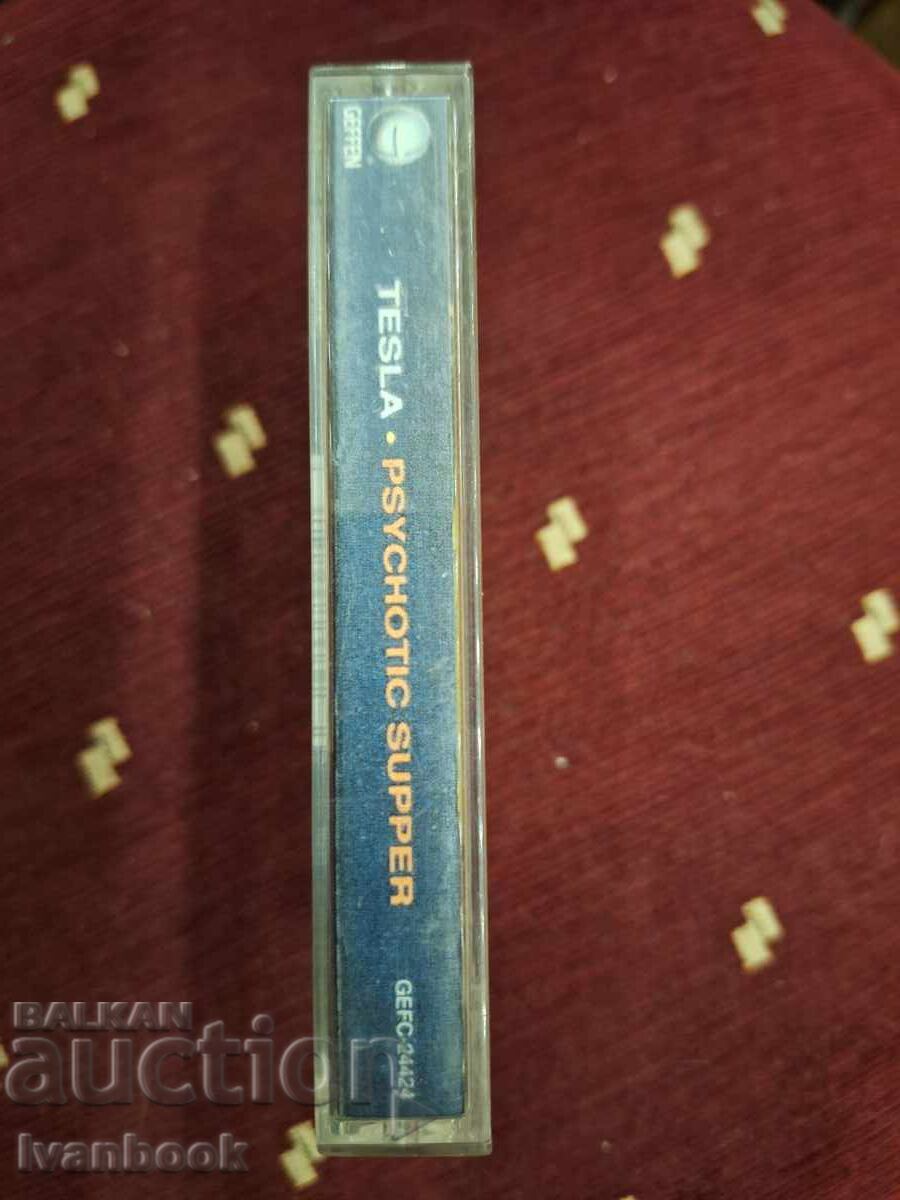 GEFFEN
TESLA • PSYCHOTIC SUPPER
GEFC-24424
BALKAN
auction
Ivanbook